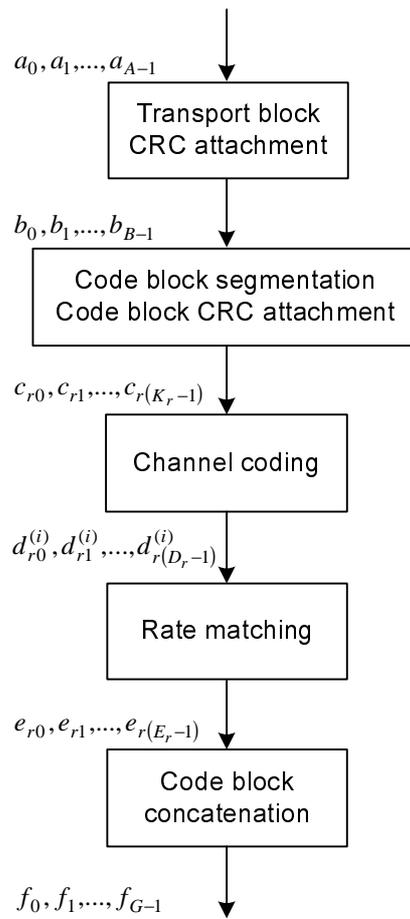 a_0, a_1,..., a_{A-1}
Transport block
CRC attachment
b_0, b_1,..., b_{B-1}
Code block segmentation
Code block CRC attachment
c_{r0}, c_{r1},..., c_{r(K_r-1)}
Channel coding
d_{r0}^{(i)}, d_{r1}^{(i)},..., d_{r(D_r-1)}^{(i)}
Rate matching
e_{r0}, e_{r1},..., e_{r(E_r-1)}
Code block
concatenation
f_0, f_1,..., f_{G-1}